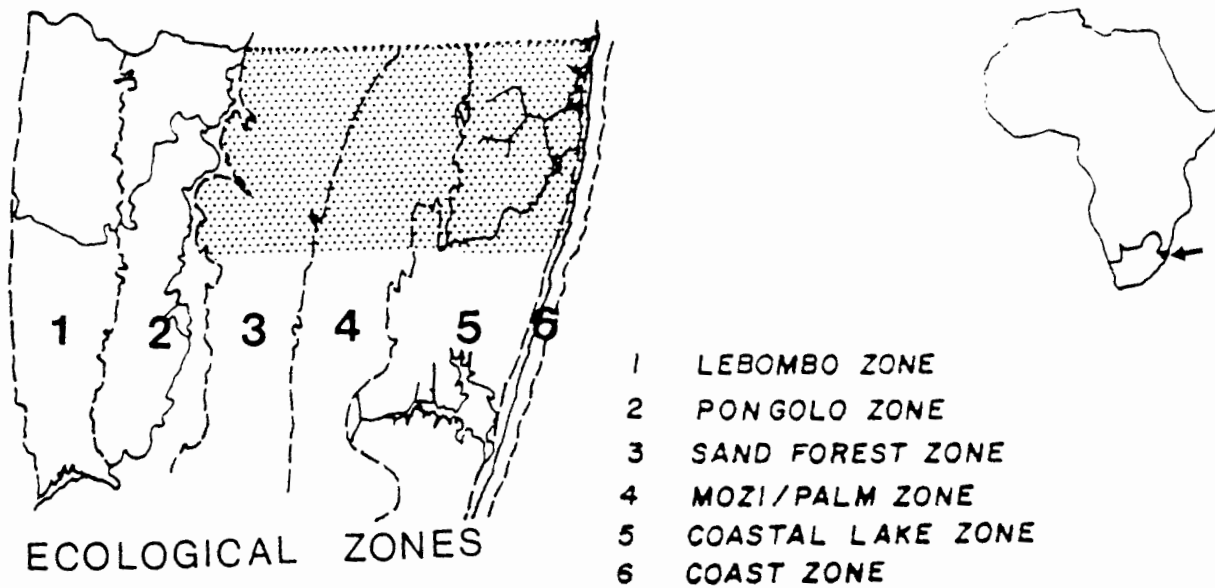 1 2 3 4 5 6
1 LEBOMBO ZONE
2 PONGOLO ZONE
3 SAND FOREST ZONE
4 MOZI/PALM ZONE
5 COASTAL LAKE ZONE
6 COAST ZONE
ECOLOGICAL ZONES